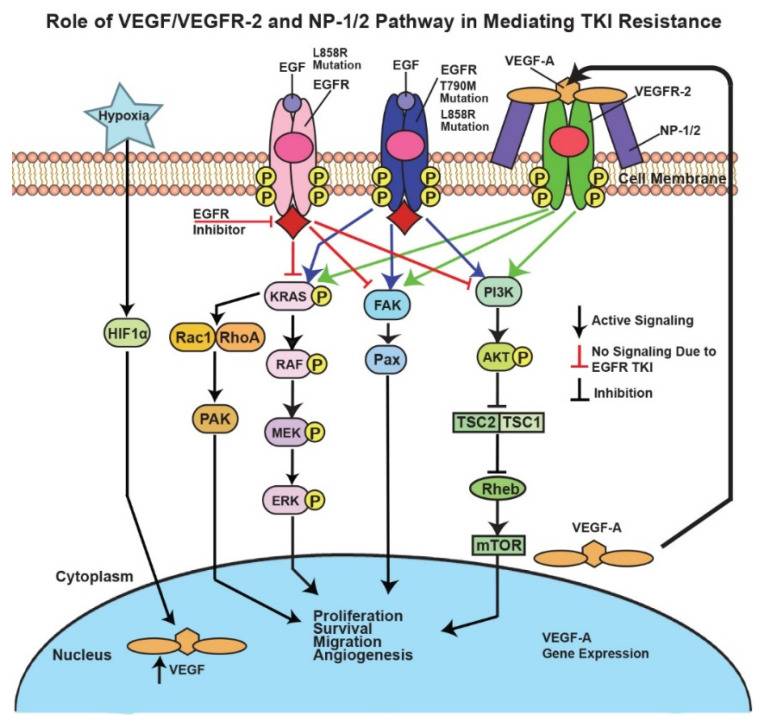 Role of VEGF/VEGFR-2 and NP-1/2 Pathway in Mediating TKI Resistance
Hypoxia
EGF
L858R
Mutation
EGFR
EGF
EGFR
T790M
Mutation
L858R
Mutation
VEGF-A
VEGFR-2
NP-1/2
P P P P P P
P P P P P P
Cell Membrane
EGFR
Inhibitor
KRAS P
FAK
PI3K
HIF1α
Rac1 RhoA
RAF P
Pax
AKT P
Active Signaling
No Signaling Due to
EGFR TKI
Inhibition
PAK
MEK P
TSC2 TSC1
ERK P
Rheb
mTOR
VEGF-A
Cytoplasm
Proliferation
Survival
Migration
Angiogenesis
Nucleus
VEGF
VEGF-A
Gene Expression